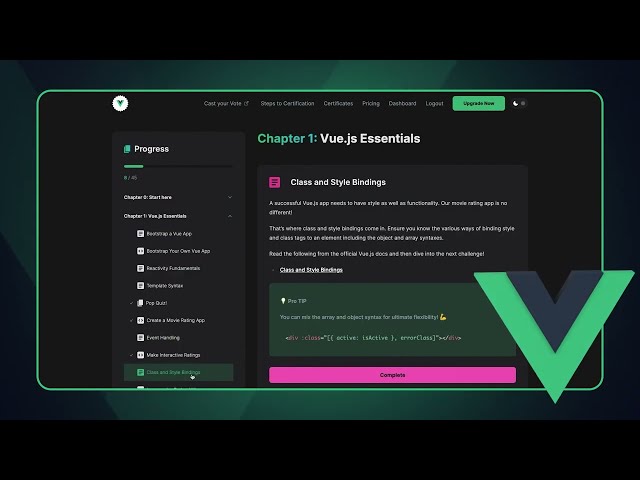 Cast your Vote
Steps to Certification
Certificates
Pricing
Dashboard
Logout
Upgrade Now
Progress
8 / 45
Chapter 0: Start here
Chapter 1: Vue.js Essentials
Bootstrap a Vue App
Bootstrap Your Own Vue App
Reactivity Fundamentals
Template Syntax
Pop Quiz!
Create a Movie Rating App
Event Handling
Make Interactive Ratings
Class and Style Bindings
Chapter 1: Vue.js Essentials
Class and Style Bindings
A successful Vue.js app needs to have style as well as functionality. Our movie rating app is no
different!
That's where class and style bindings come in. Ensure you know the various ways of binding style
and class tags to an element including the object and array syntaxes.
Read the following from the official Vue.js docs and then dive into the next challenge!
Class and Style Bindings
💡 Pro TIP
You can mix the array and object syntax for ultimate flexibility! 💪
<div :class="[{ active: isActive }, errorClass]"></div>
Complete